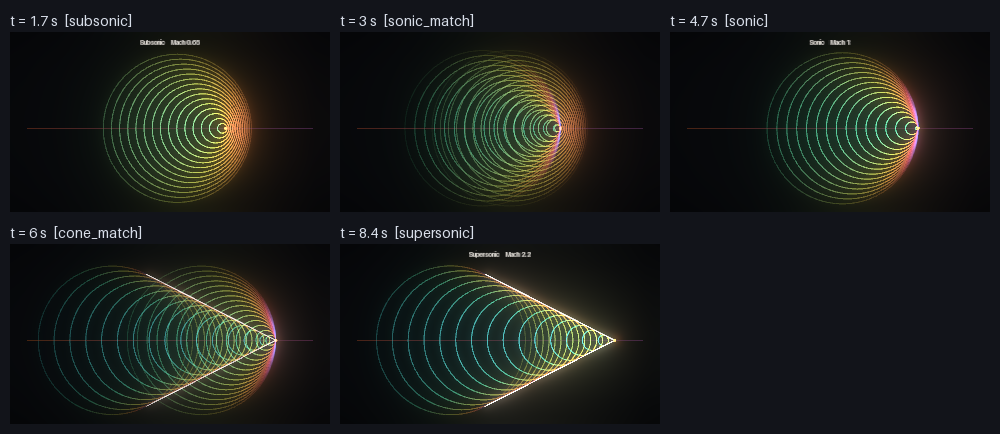 t = 1.7 s [subsonic]
t = 3 s [sonic_match]
t = 4.7 s [sonic]
Subsonic Mach 0.65
Sonic Mach 1
t = 6 s [cone_match]
t = 8.4 s [supersonic]
Supersonic Mach 2.2